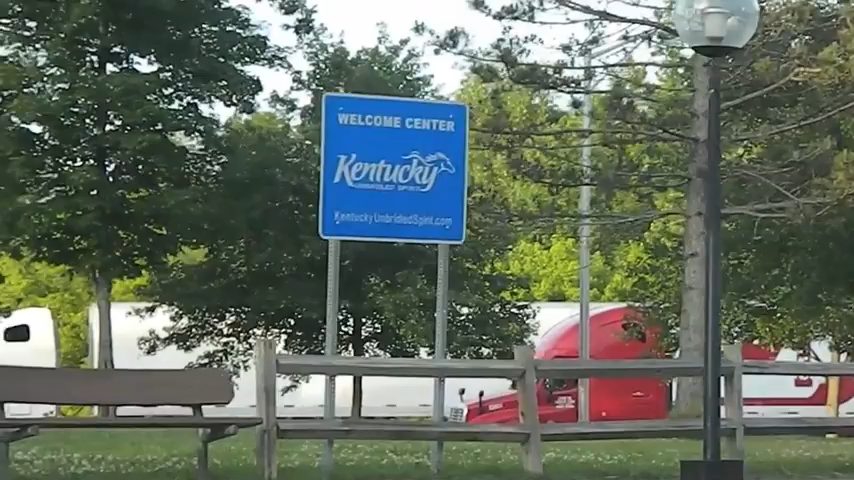 WELCOME CENTER
Kentucky
UNBRIDLED SPIRIT
KentuckyUnbridledSpirit.com